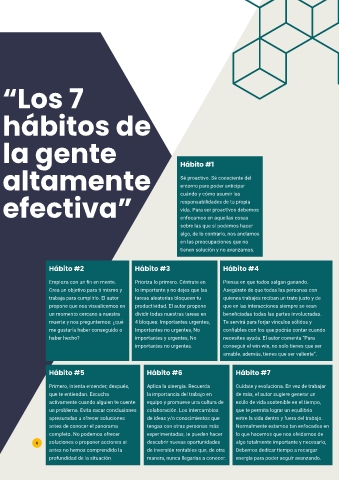 “Los 7
hábitos de
la gente
altamente
efectiva”
Hábito #1
Sé proactivo. Sé consciente del
entorno para poder anticipar
cuándo y cómo asumir las
responsabilidades de tu propia
vida. Para ser proactivos debemos
enfocarnos en aquellas cosas
sobre las que sí podemos hacer
algo, de lo contrario, nos anclamos
en las preocupaciones que no
tienen solución y no avanzamos.
Hábito #2
Empieza con un fin en mente.
Crea un objetivo para ti mismo y
trabaja para cumplirlo. El autor
propone que nos visualicemos en
un momento cercano a nuestra
muerte y nos preguntemos: ¿qué
me gustaría haber conseguido o
haber hecho?
Hábito #3
Prioriza lo primero. Céntrate en
lo importante y no dejes que las
tareas aleatorias bloqueen tu
productividad. El autor propone
dividir todas nuestras tareas en
4 bloques: Importantes urgentes,
Importantes no urgentes, No
importantes y urgentes, No
importantes no urgentes.
Hábito #4
Piensa en que todos salgan ganando.
Asegúrate de que todas las personas con
quienes trabajes reciban un trato justo y de
que en las interacciones siempre se vean
beneficiadas todas las partes involucradas.
Te servirá para forjar vínculos sólidos y
confiables con los que podrás contar cuando
necesites ayuda. El autor comenta "Para
conseguir el win win, no solo tienes que ser
amable, además, tienes que ser valiente".
Hábito #5
Primero, intenta entender, después,
que te entiendan. Escucha
activamente cuando alguien te cuente
un problema. Evita sacar conclusiones
apresuradas u ofrecer soluciones
antes de conocer el panorama
completo. No podemos ofrecer
soluciones o proponer acciones si
antes no hemos comprendido la
profundidad de la situación
Hábito #6
Aplica la sinergia. Recuerda
la importancia del trabajo en
equipo y promueve una cultura de
colaboración. Los intercambios
de ideas y/o conocimientos que
tengas con otras personas más
experimentadas, le pueden hacer
descubrir nuevas oportunidades
de inversión rentables que, de otra
manera, nunca llegarías a conocer.
Hábito #7
Cuídate y evoluciona. En vez de trabajar
de más, el autor sugiere generar un
estilo de vida sostenible en el tiempo,
que te permita lograr un equilibrio
entre la vida dentro y fuera del trabajo.
Normalmente estamos tan enfocados en
lo que hacemos que nos olvidamos de
algo totalmente importante, y nosotros.
Debemos dedicar tiempo a recargar
energía para poder seguir avanzando.